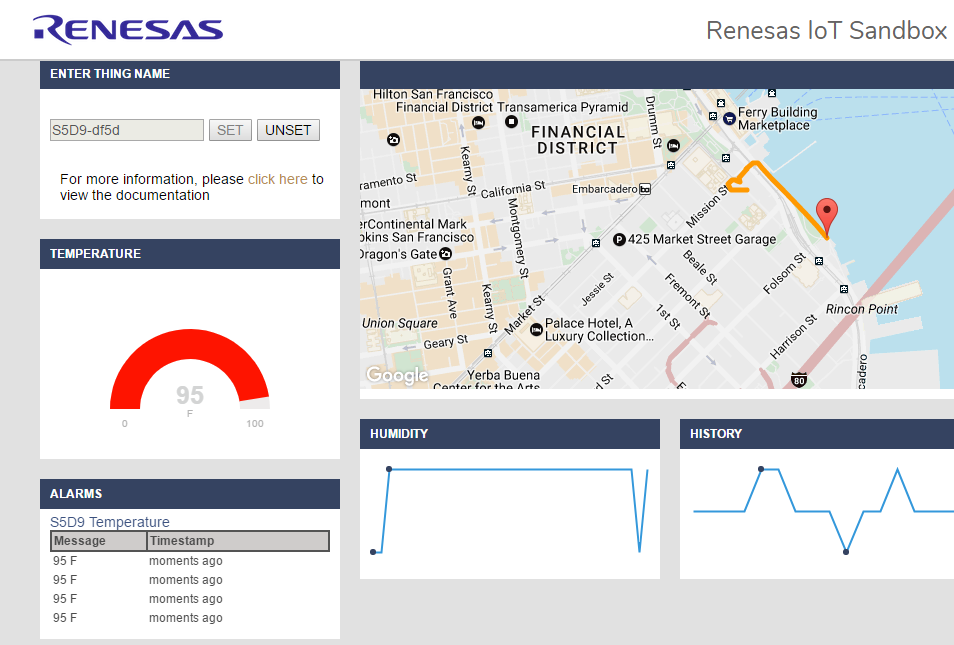 RENESAS
Renesas IoT Sandbox
ENTER THING NAME
S5D9-df5d
SET
UNSET
For more information, please click here to
view the documentation
TEMPERATURE
95
F
0
100
ALARMS
S5D9 Temperature
Message Timestamp
95 F moments ago
95 F moments ago
95 F moments ago
95 F moments ago
Hilton San Francisco
Financial District
Transamerica Pyramid
FINANCIAL
DISTRICT
Drumm St
Ferry Building
Marketplace
Kearny St
ramento St
California St
Embarcadero
mont
Montgomery St
Mission St
erContinental Mark
pkins San Francisco
Dragon's Gate
P
425 Market Street Garage
Beale St
Folsom St
Grant Ave
Kearny St
Jessie St
Fremont St
1st St
Market St
Rincon Point
Union Square
Palace Hotel, A
Luxury Collection...
Geary St
Harrison St
Yerba Buena
Center for the Arts
d St
E
80
cadero
Google
HUMIDITY
HISTORY